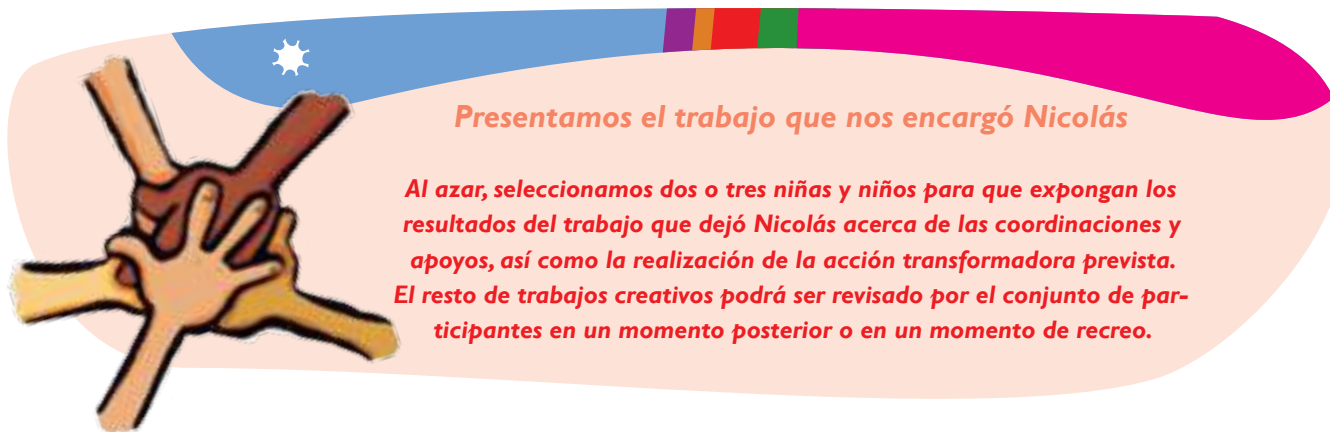 Presentamos el trabajo que nos encargó Nicolás
Al azar, seleccionamos dos o tres niñas y niños para que expongan los
resultados del trabajo que dejó Nicolás acerca de las coordinaciones y
apoyos, así como la realización de la acción transformadora prevista.
El resto de trabajos creativos podrá ser revisado por el conjunto de par-
ticipantes en un momento posterior o en un momento de recreo.